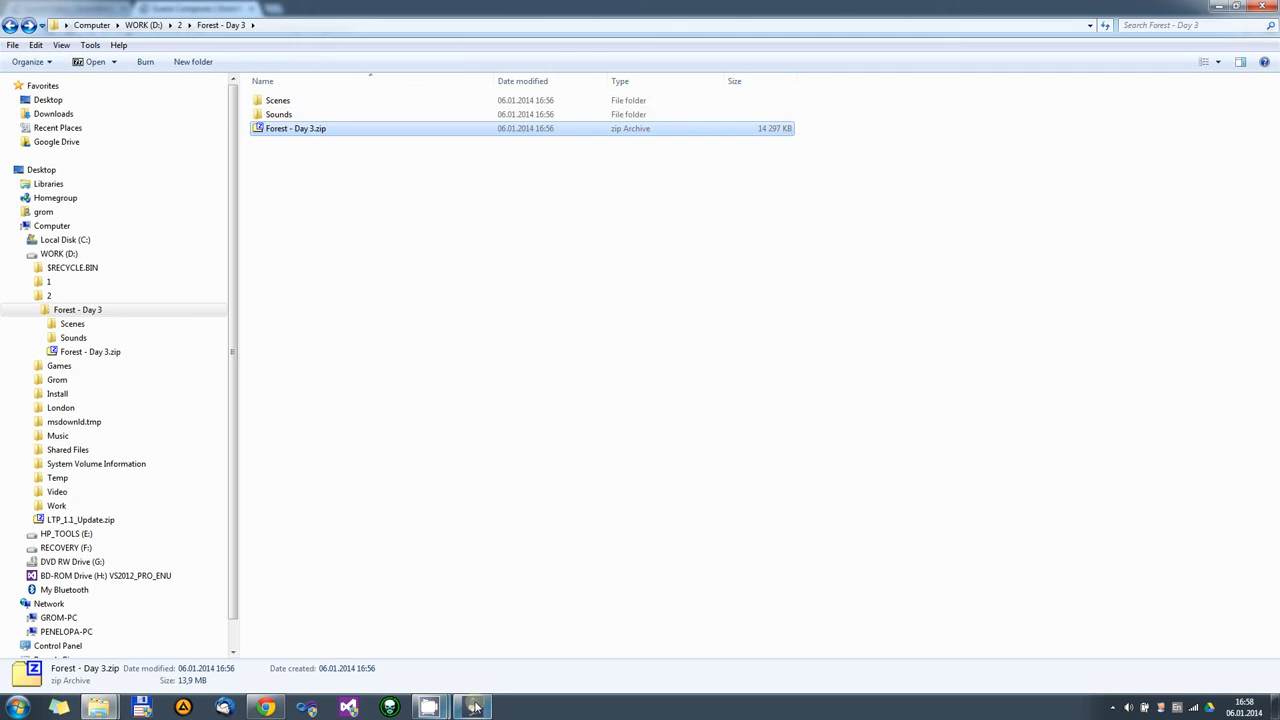 Computer ▸ WORK (D:) ▸ 2 ▸ Forest - Day 3 ▸
Search Forest - Day 3
File Edit View Tools Help
Organize Open Burn New folder
Name Date modified Type Size
Scenes 06.01.2014 16:56 File folder
Sounds 06.01.2014 16:56 File folder
Forest - Day 3.zip 06.01.2014 16:56 zip Archive 14 297 KB
Favorites
Desktop
Downloads
Recent Places
Google Drive
Desktop
Libraries
Homegroup
grom
Computer
Local Disk (C:)
WORK (D:)
$RECYCLE.BIN
1
2
Forest - Day 3
Scenes
Sounds
Forest - Day 3.zip
Games
Grom
Install
London
msdownld.tmp
Music
Shared Files
System Volume Information
Temp
Video
Work
LTP_1.1_Update.zip
HP_TOOLS (E:)
RECOVERY (F:)
DVD RW Drive (G:)
BD-ROM Drive (H:) VS2012_PRO_ENU
My Bluetooth
Network
GROM-PC
PENELOPA-PC
Control Panel
Forest - Day 3.zip Date modified: 06.01.2014 16:56 Date created: 06.01.2014 16:56
zip Archive Size: 13,9 MB
16:58
06.01.2014